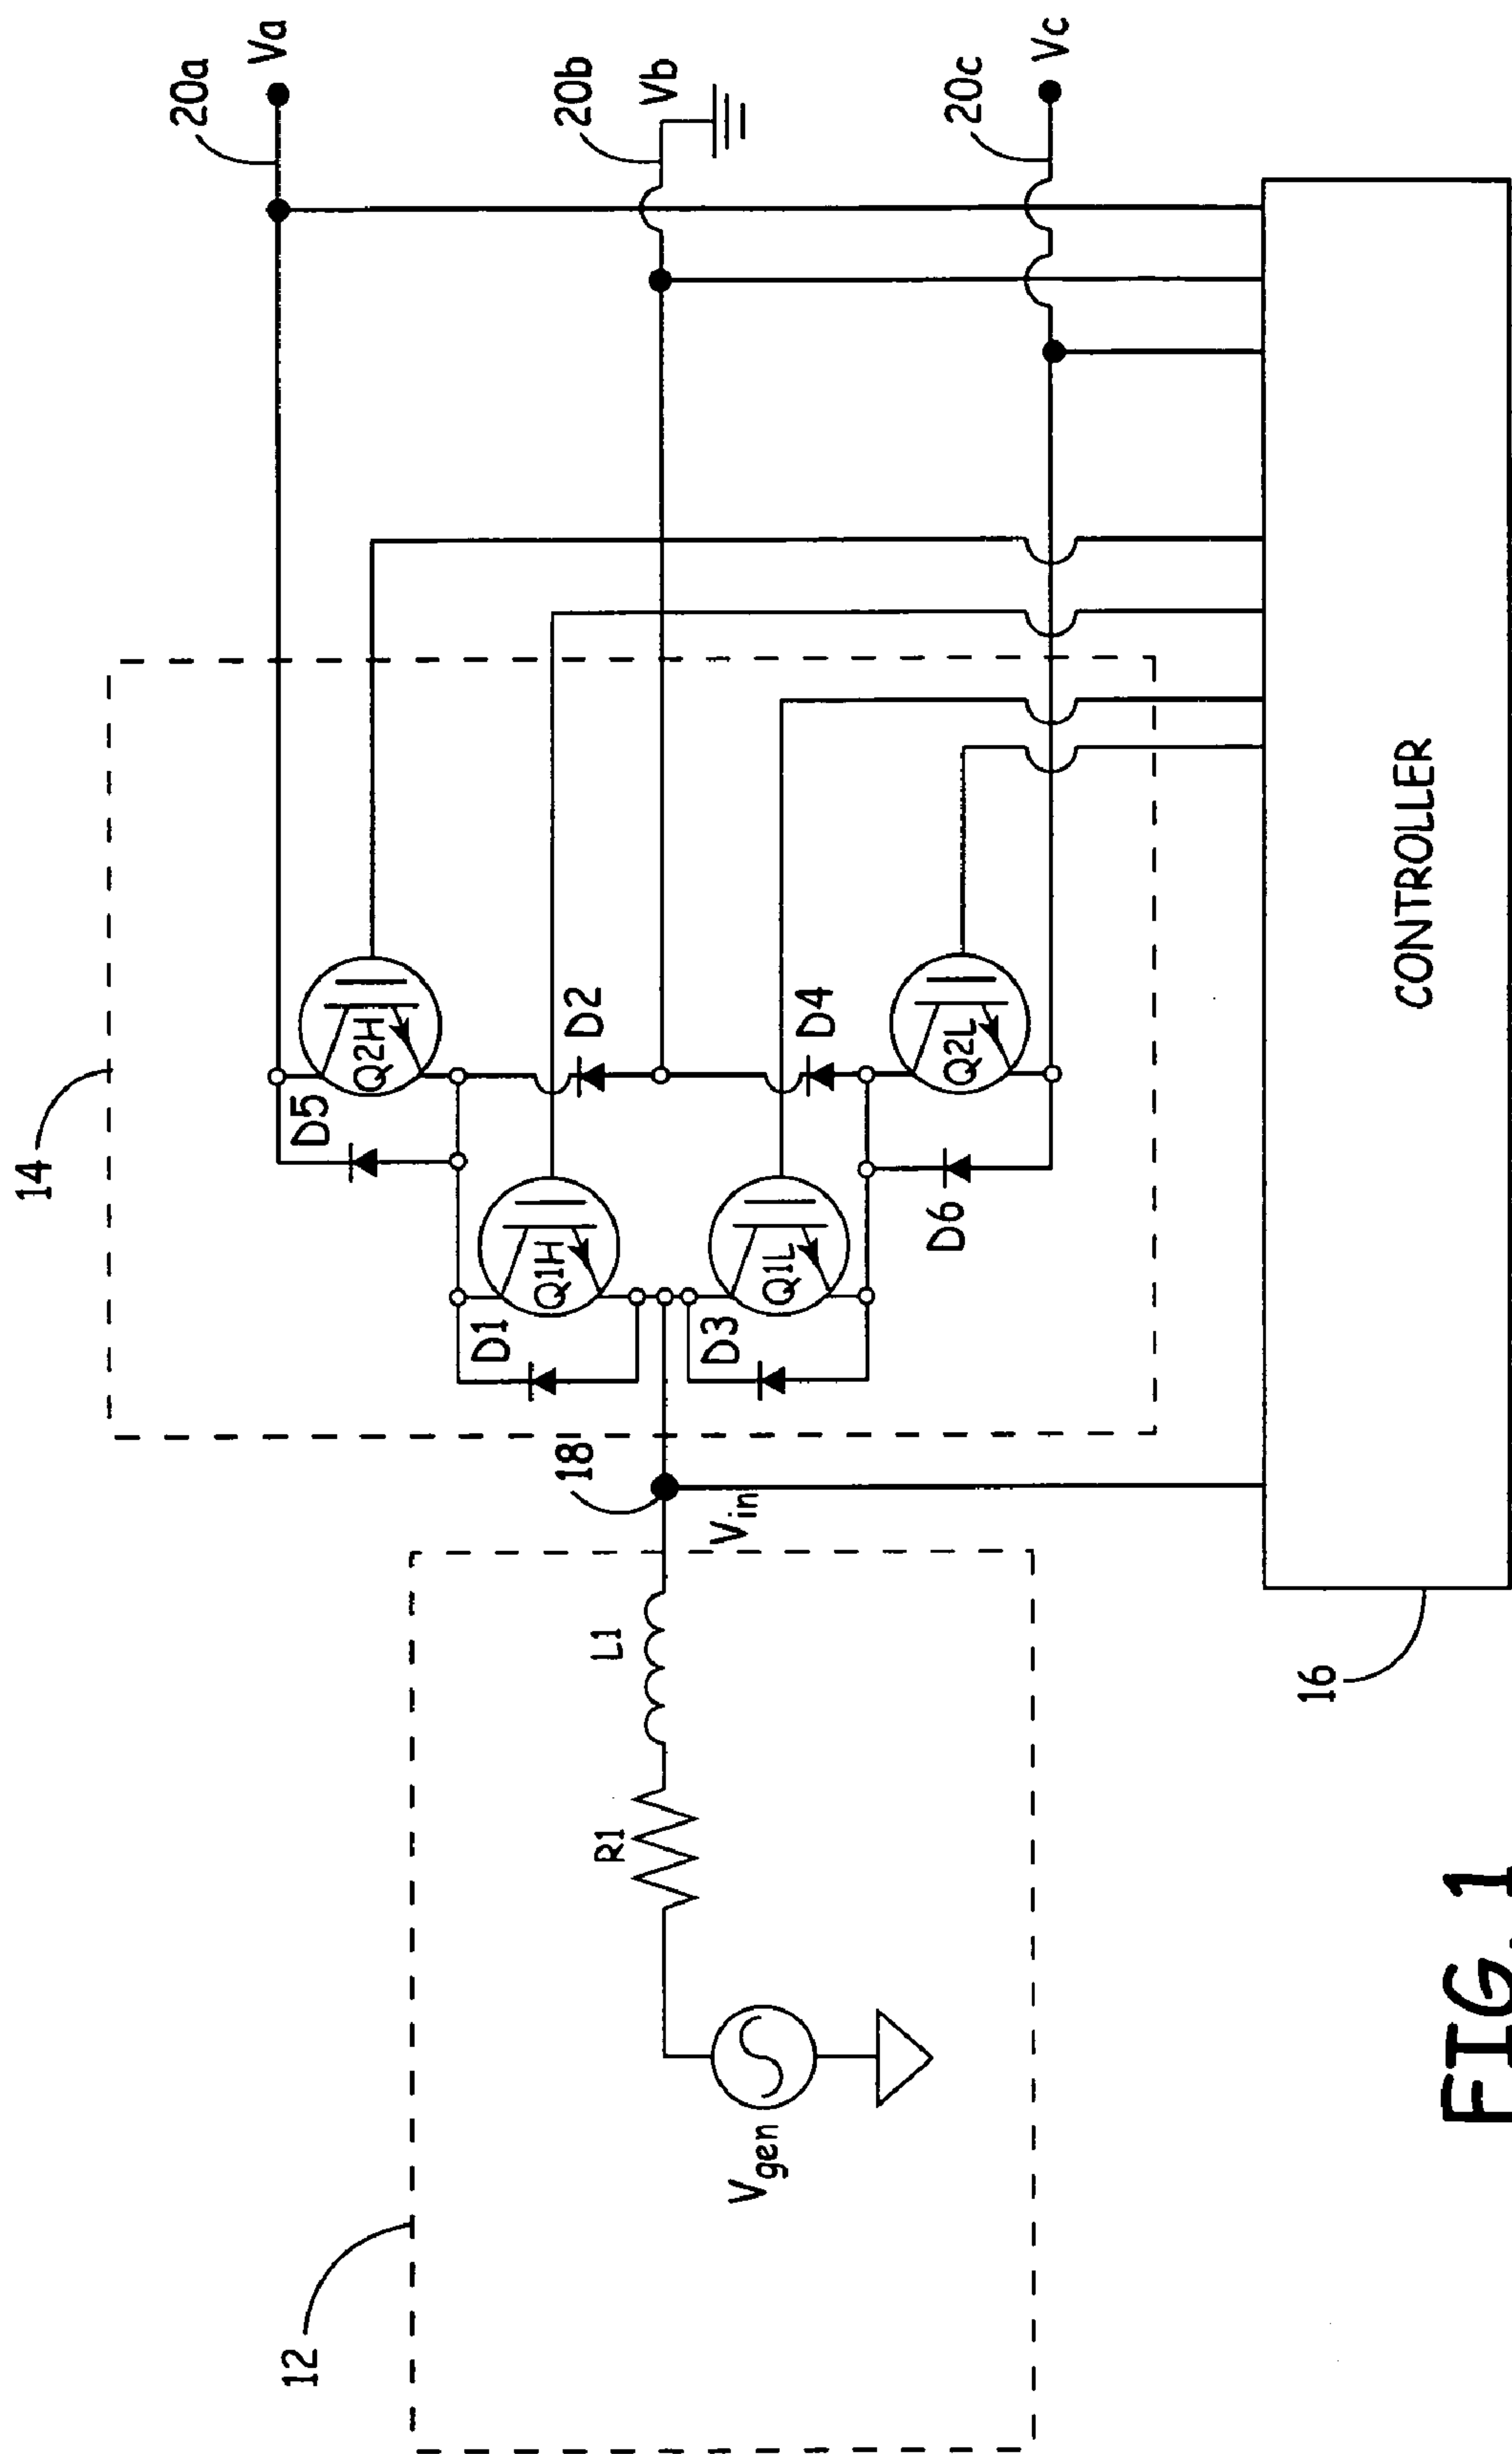 14
20a
Va
D5
Q2H
D1
Q1H
D2
20b
Vb
18
Vin
D3
Q1L
D4
D6
Q2L
20c
Vc
12
Vgen
R1
L1
16
CONTROLLER
FIG. 1